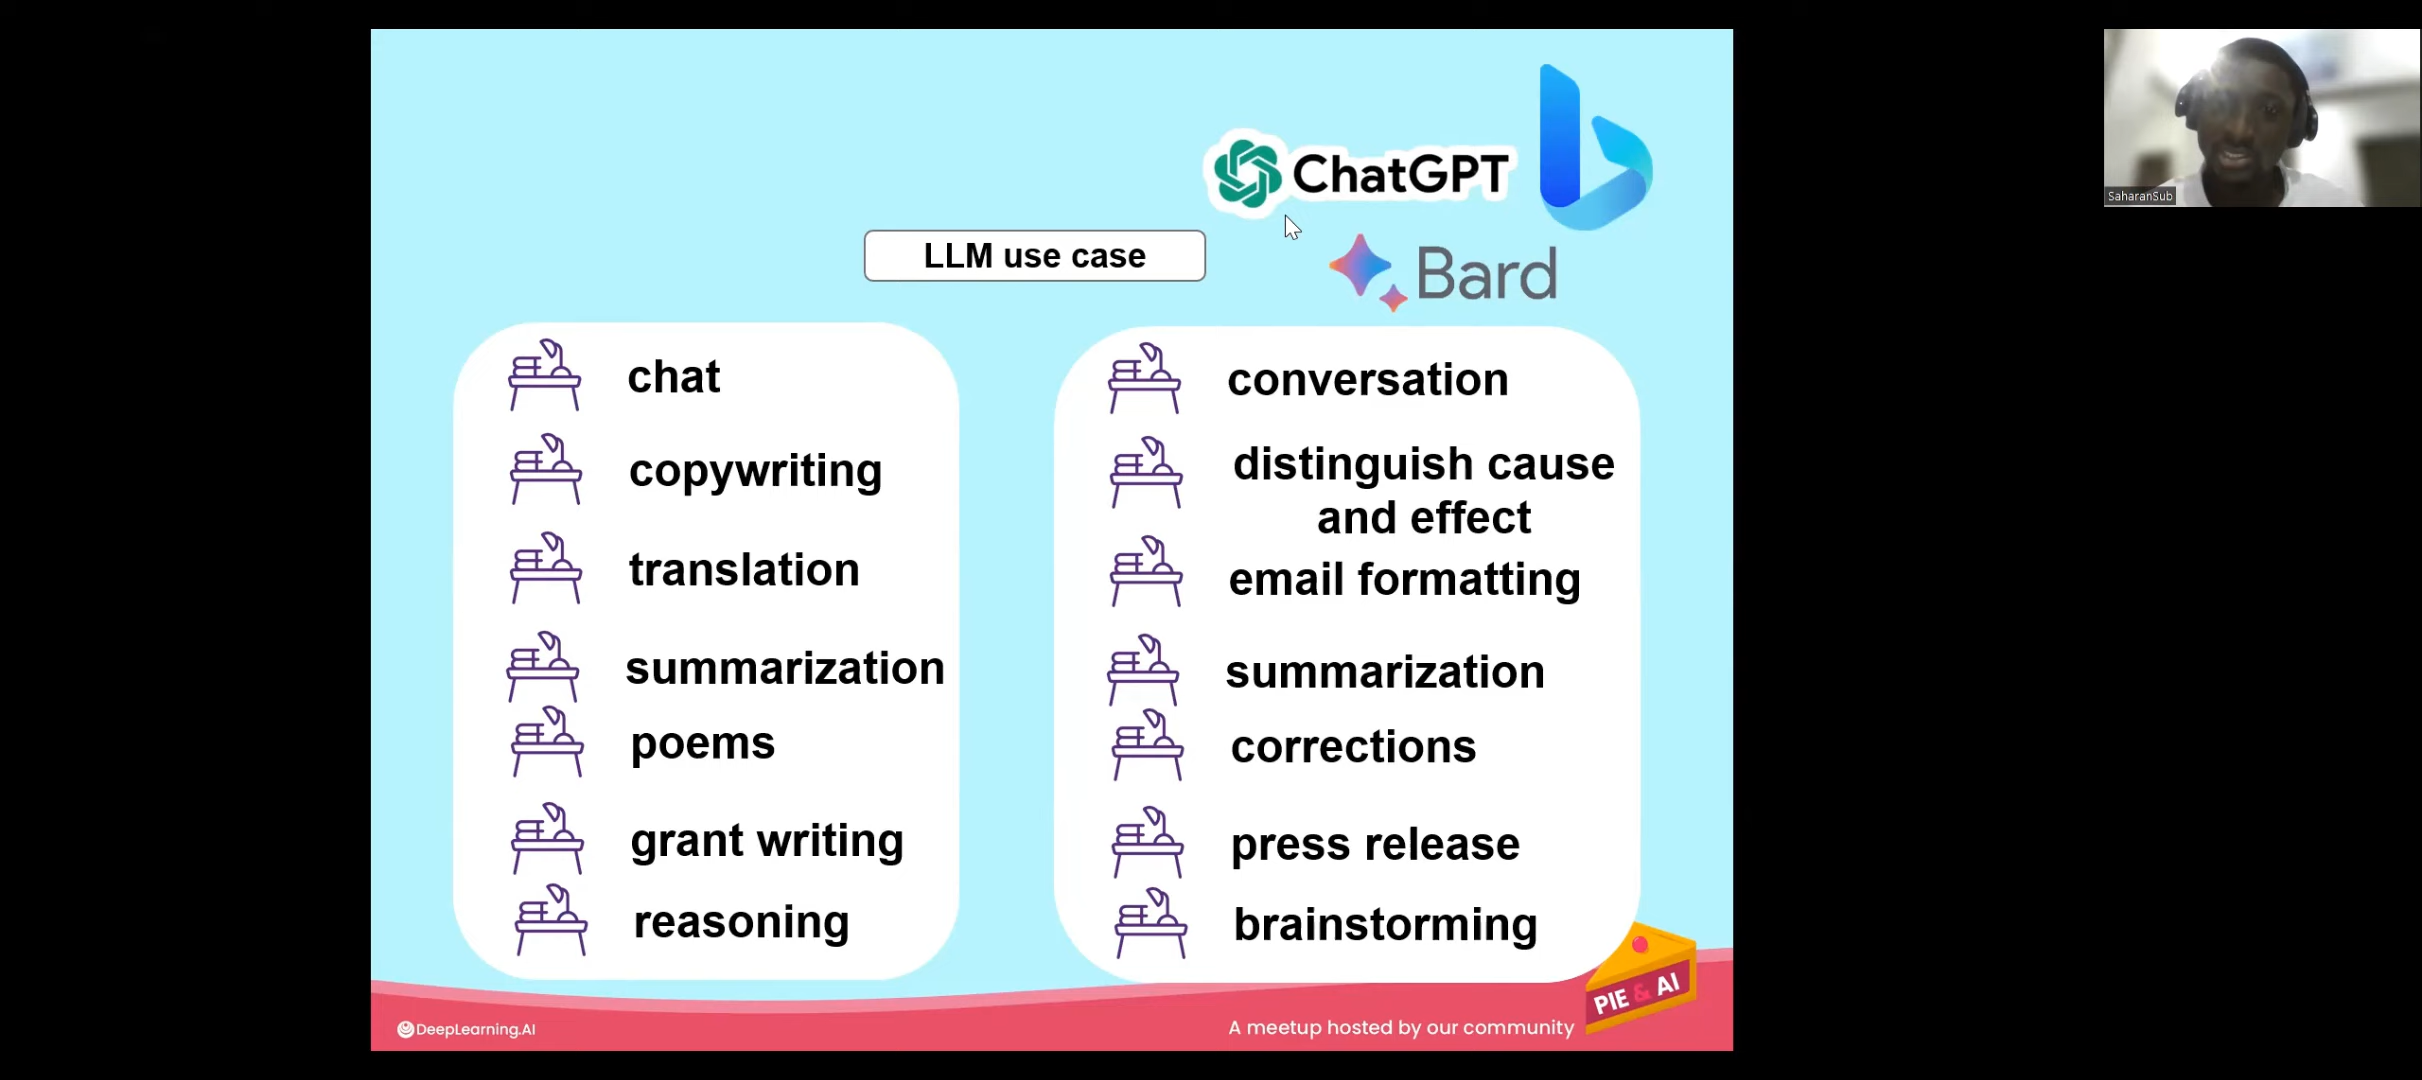 ChatGPT
SaharanSub
LLM use case
Bard
chat
copywriting
translation
summarization
poems
grant writing
reasoning
conversation
distinguish cause
and effect
email formatting
summarization
corrections
press release
brainstorming
PIE & AI
DeepLearning.AI
A meetup hosted by our community